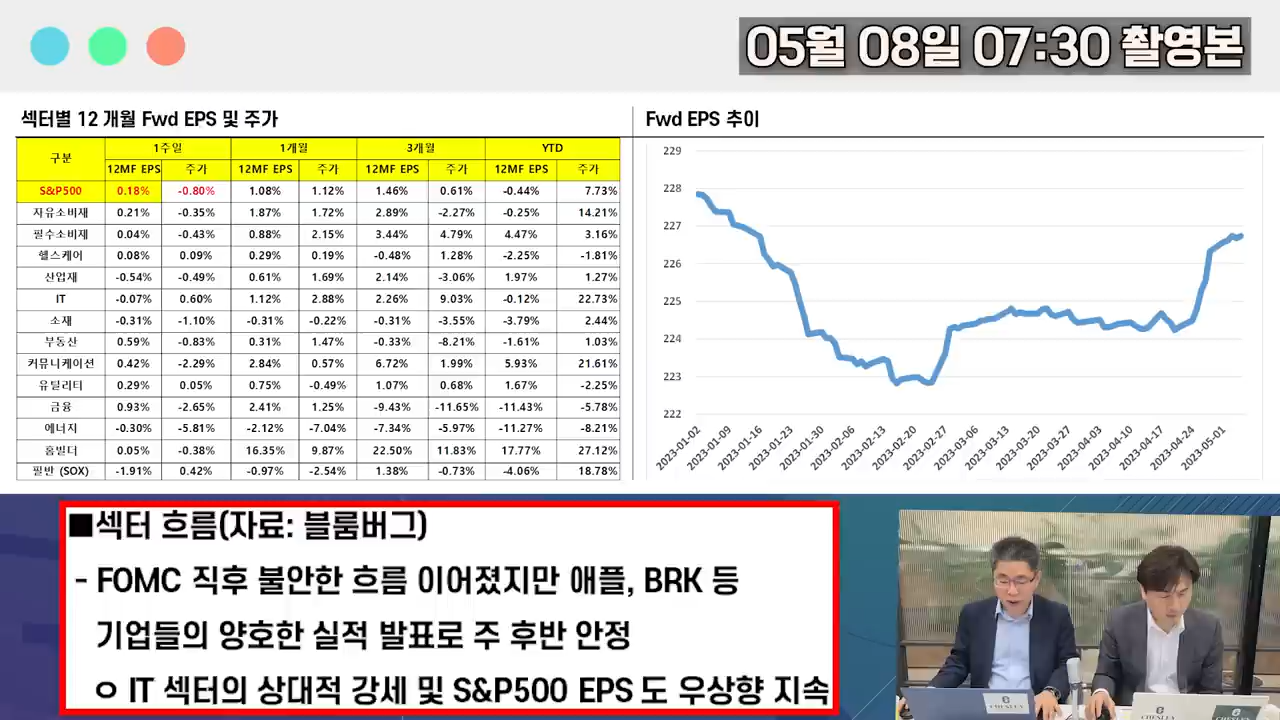 05월 08일 07:30 촬영본
섹터별 12개월 Fwd EPS 및 주가
구분 1주일 1개월 3개월 YTD
12MF EPS 주가 12MF EPS 주가 12MF EPS 주가 12MF EPS 주가
S&P500 0.18% -0.80% 1.08% 1.12% 1.46% 0.61% -0.44% 7.73%
자유소비재 0.21% -0.35% 1.87% 1.72% 2.89% -2.27% -0.25% 14.21%
필수소비재 0.04% -0.43% 0.88% 2.15% 3.44% 4.79% 4.47% 3.16%
헬스케어 0.08% 0.09% 0.29% 0.19% -0.48% 1.28% -2.25% -1.81%
산업재 -0.54% -0.49% 0.61% 1.69% 2.14% -3.06% 1.97% 1.27%
IT -0.07% 0.60% 1.12% 2.88% 2.26% 9.03% -0.12% 22.73%
소재 -0.31% -1.10% -0.31% -0.22% -0.31% -3.55% -3.79% 2.44%
부동산 0.59% -0.83% 0.31% 1.47% -0.33% -8.21% -1.61% 1.03%
커뮤니케이션 0.42% -2.29% 2.84% 0.57% 6.72% 1.99% 5.93% 21.61%
유틸리티 0.29% 0.05% 0.75% -0.49% 1.07% 0.68% 1.67% -2.25%
금융 0.93% -2.65% 2.41% 1.25% -9.43% -11.65% -11.43% -5.78%
에너지 -0.30% -5.81% -2.12% -7.04% -7.34% -5.97% -11.27% -8.21%
홈빌더 0.05% -0.38% 16.35% 9.87% 22.50% 11.83% 17.77% 27.12%
필반 (SOX) -1.91% 0.42% -0.97% -2.54% 1.38% -0.73% -4.06% 18.78%
Fwd EPS 추이
229
228
227
226
225
224
223
222
2023-01-02 2023-01-09 2023-01-16 2023-01-23 2023-01-30 2023-02-06 2023-02-13 2023-02-20 2023-02-27 2023-03-06 2023-03-13 2023-03-20 2023-03-27 2023-04-03 2023-04-10 2023-04-17 2023-04-24 2023-05-01
■섹터 흐름(자료: 블룸버그)
- FOMC 직후 불안한 흐름 이어졌지만 애플, BRK 등
기업들의 양호한 실적 발표로 주 후반 안정
ㅇ IT 섹터의 상대적 강세 및 S&P500 EPS도 우상향 지속